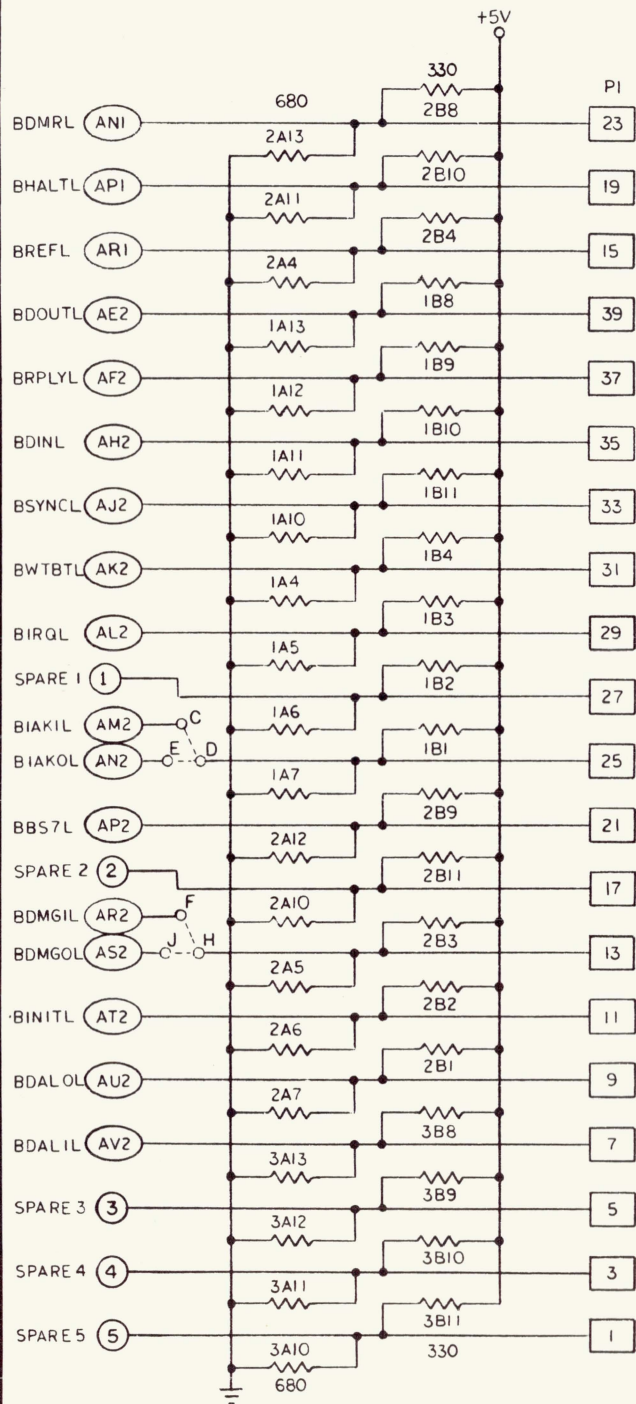 +5V
330
P1
680
BDMRL AN1 2B8 23
2A13
BHALTL AP1 2B10 19
2A11
BREFL AR1 2B4 15
2A4
BDOUTL AE2 1B8 39
1A13
BRPLYL AF2 1B9 37
1A12
BDINL AH2 1B10 35
1A11
BSYNCL AJ2 1B11 33
1A10
BWTBTL AK2 1B4 31
1A4
BIRQL AL2 1B3 29
1A5
SPARE 1 1 1B2 27
1A6
BIAKIL AM2 C
BIAKOL AN2 E D 1B1 25
1A7
BBS7L AP2 2B9 21
2A12
SPARE 2 2 2B11 17
2A10
BDMGIL AR2 F
BDMGOL AS2 J H 2B3 13
2A5
BINITL AT2 2B2 11
2A6
BDALOL AU2 2B1 9
2A7
BDAL1L AV2 3B8 7
3A13
SPARE 3 3 3B9 5
3A12
SPARE 4 4 3B10 3
3A11
SPARE 5 5 3B11 1
3A10 330
680